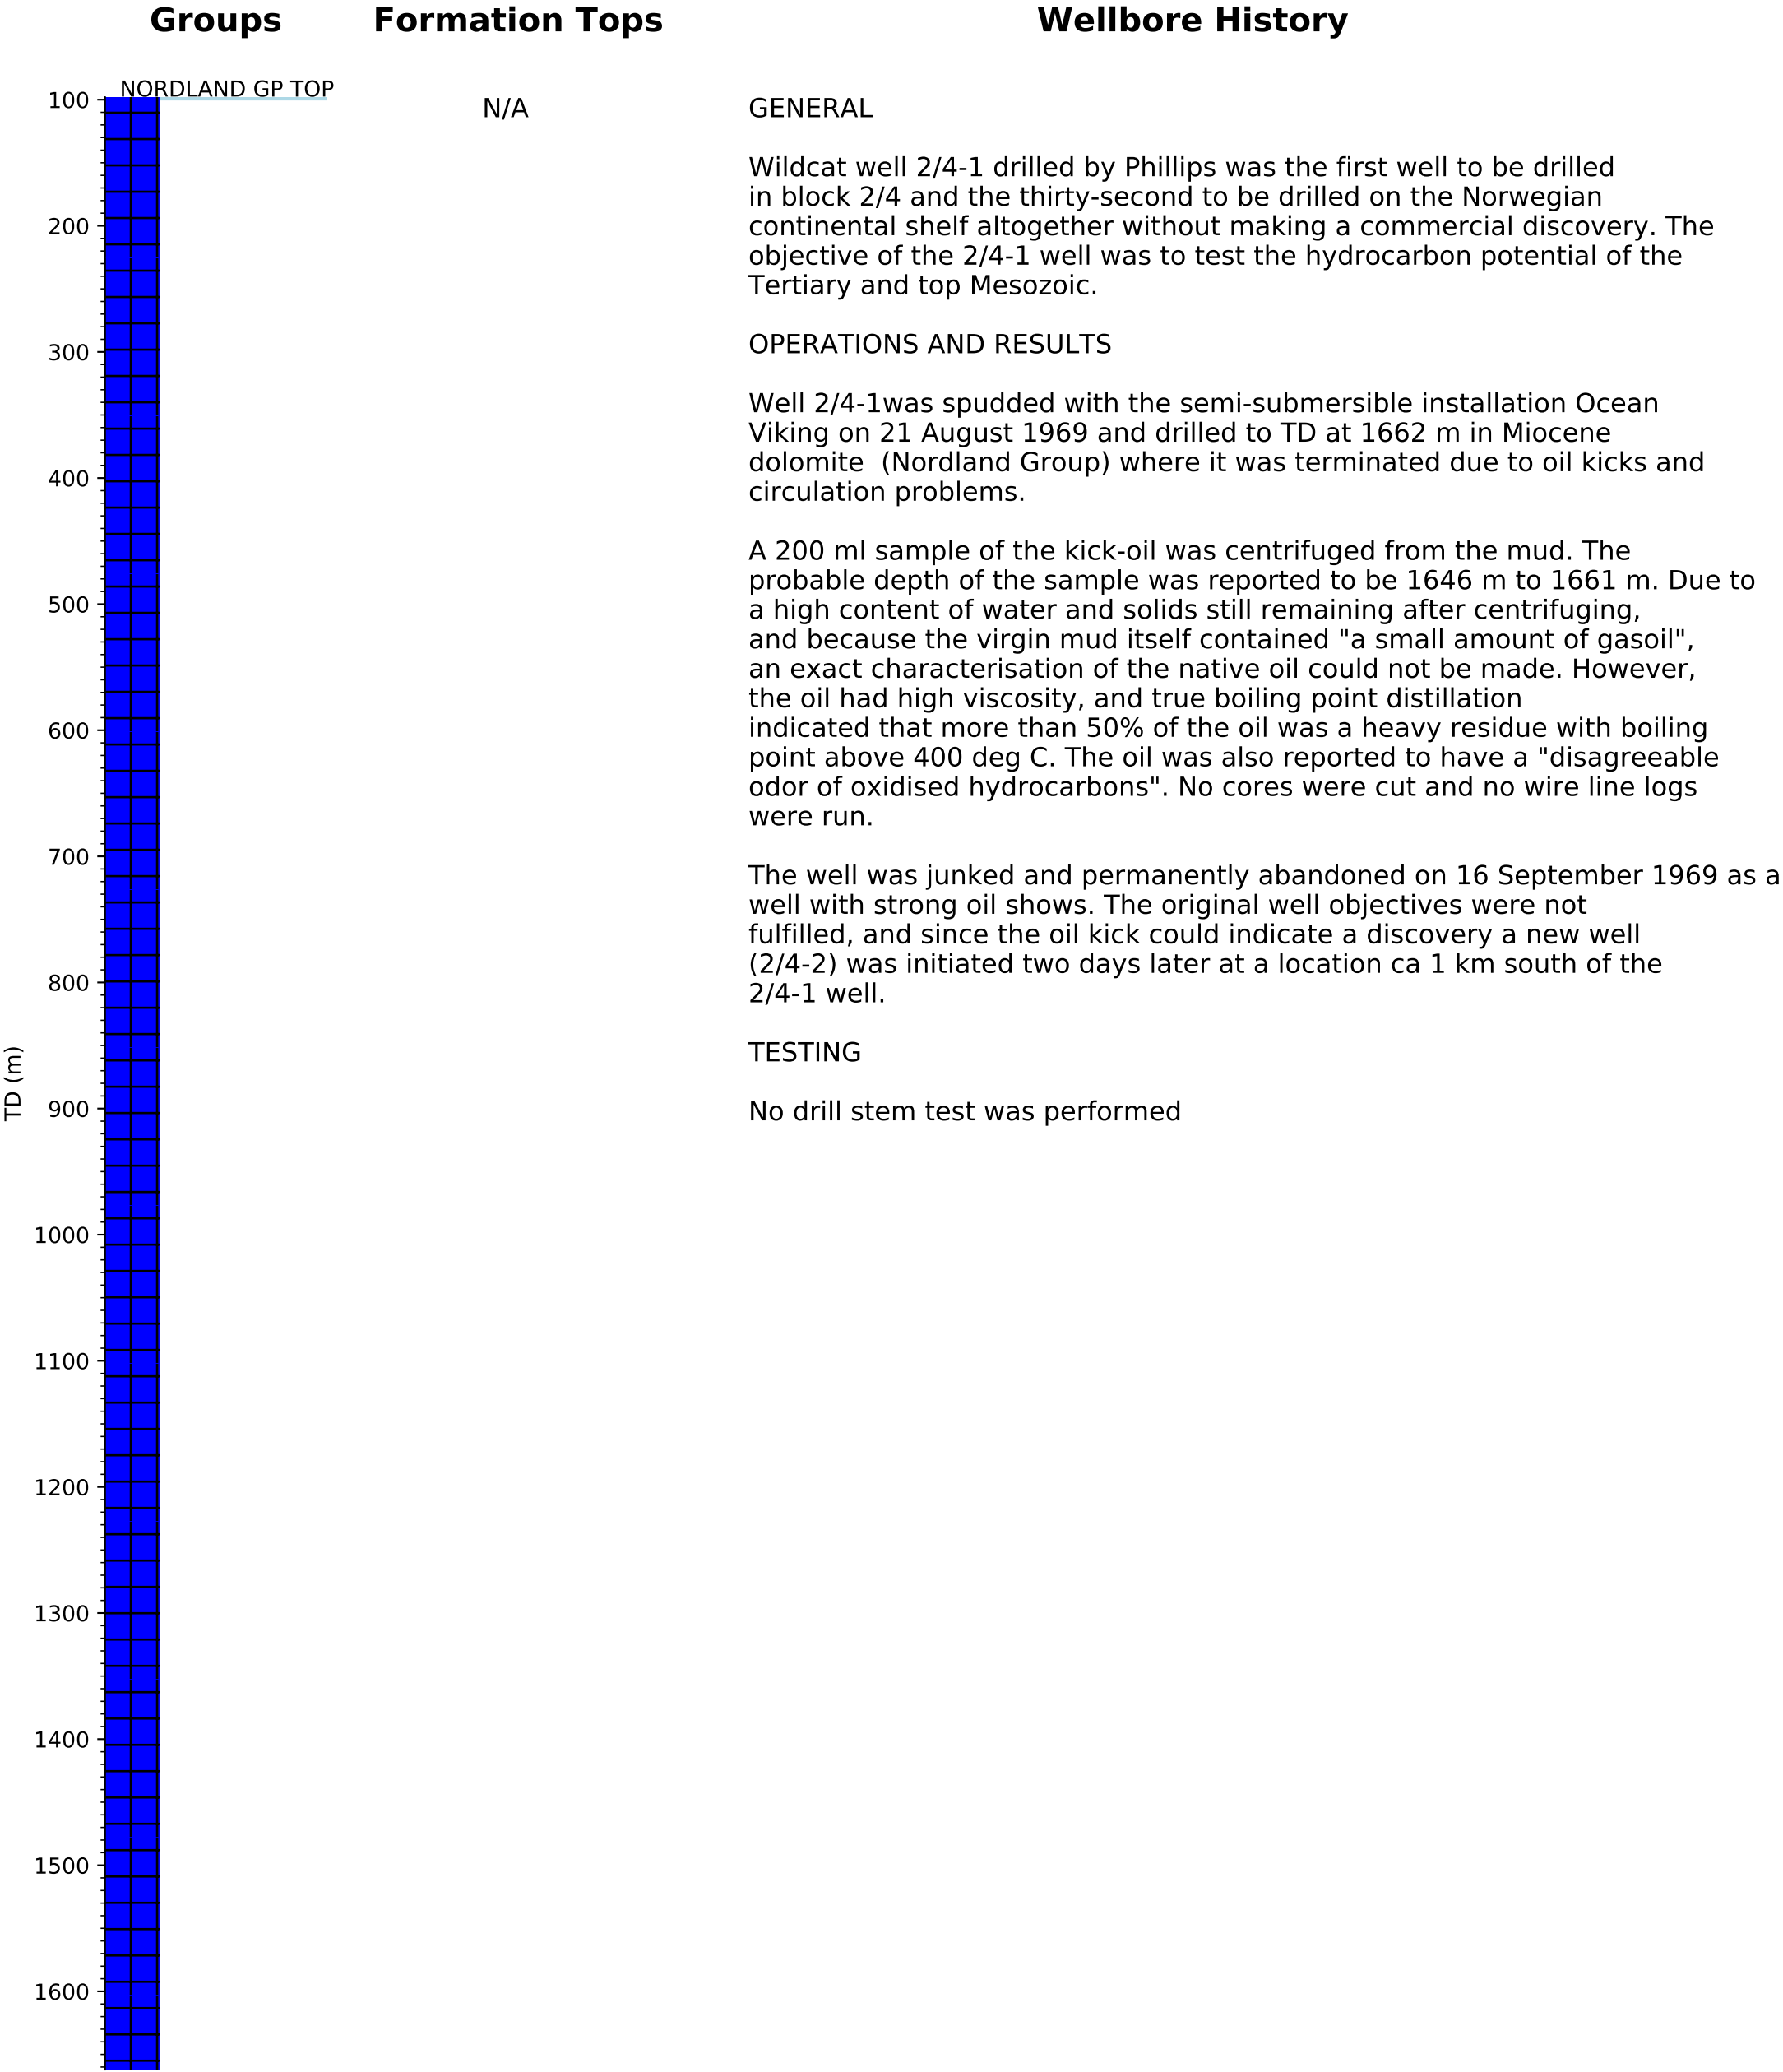 Groups
Formation Tops
Wellbore History
NORDLAND GP TOP
N/A
GENERAL
Wildcat well 2/4-1 drilled by Phillips was the first well to be drilled
in block 2/4 and the thirty-second to be drilled on the Norwegian
continental shelf altogether without making a commercial discovery. The
objective of the 2/4-1 well was to test the hydrocarbon potential of the
Tertiary and top Mesozoic.
OPERATIONS AND RESULTS
Well 2/4-1was spudded with the semi-submersible installation Ocean
Viking on 21 August 1969 and drilled to TD at 1662 m in Miocene
dolomite  (Nordland Group) where it was terminated due to oil kicks and
circulation problems.
A 200 ml sample of the kick-oil was centrifuged from the mud. The
probable depth of the sample was reported to be 1646 m to 1661 m. Due to
a high content of water and solids still remaining after centrifuging,
and because the virgin mud itself contained "a small amount of gasoil",
an exact characterisation of the native oil could not be made. However,
the oil had high viscosity, and true boiling point distillation
indicated that more than 50% of the oil was a heavy residue with boiling
point above 400 deg C. The oil was also reported to have a "disagreeable
odor of oxidised hydrocarbons". No cores were cut and no wire line logs
were run.
The well was junked and permanently abandoned on 16 September 1969 as a
well with strong oil shows. The original well objectives were not
fulfilled, and since the oil kick could indicate a discovery a new well
(2/4-2) was initiated two days later at a location ca 1 km south of the
2/4-1 well.
TESTING
No drill stem test was performed
TD (m)
100
200
300
400
500
600
700
800
900
1000
1100
1200
1300
1400
1500
1600